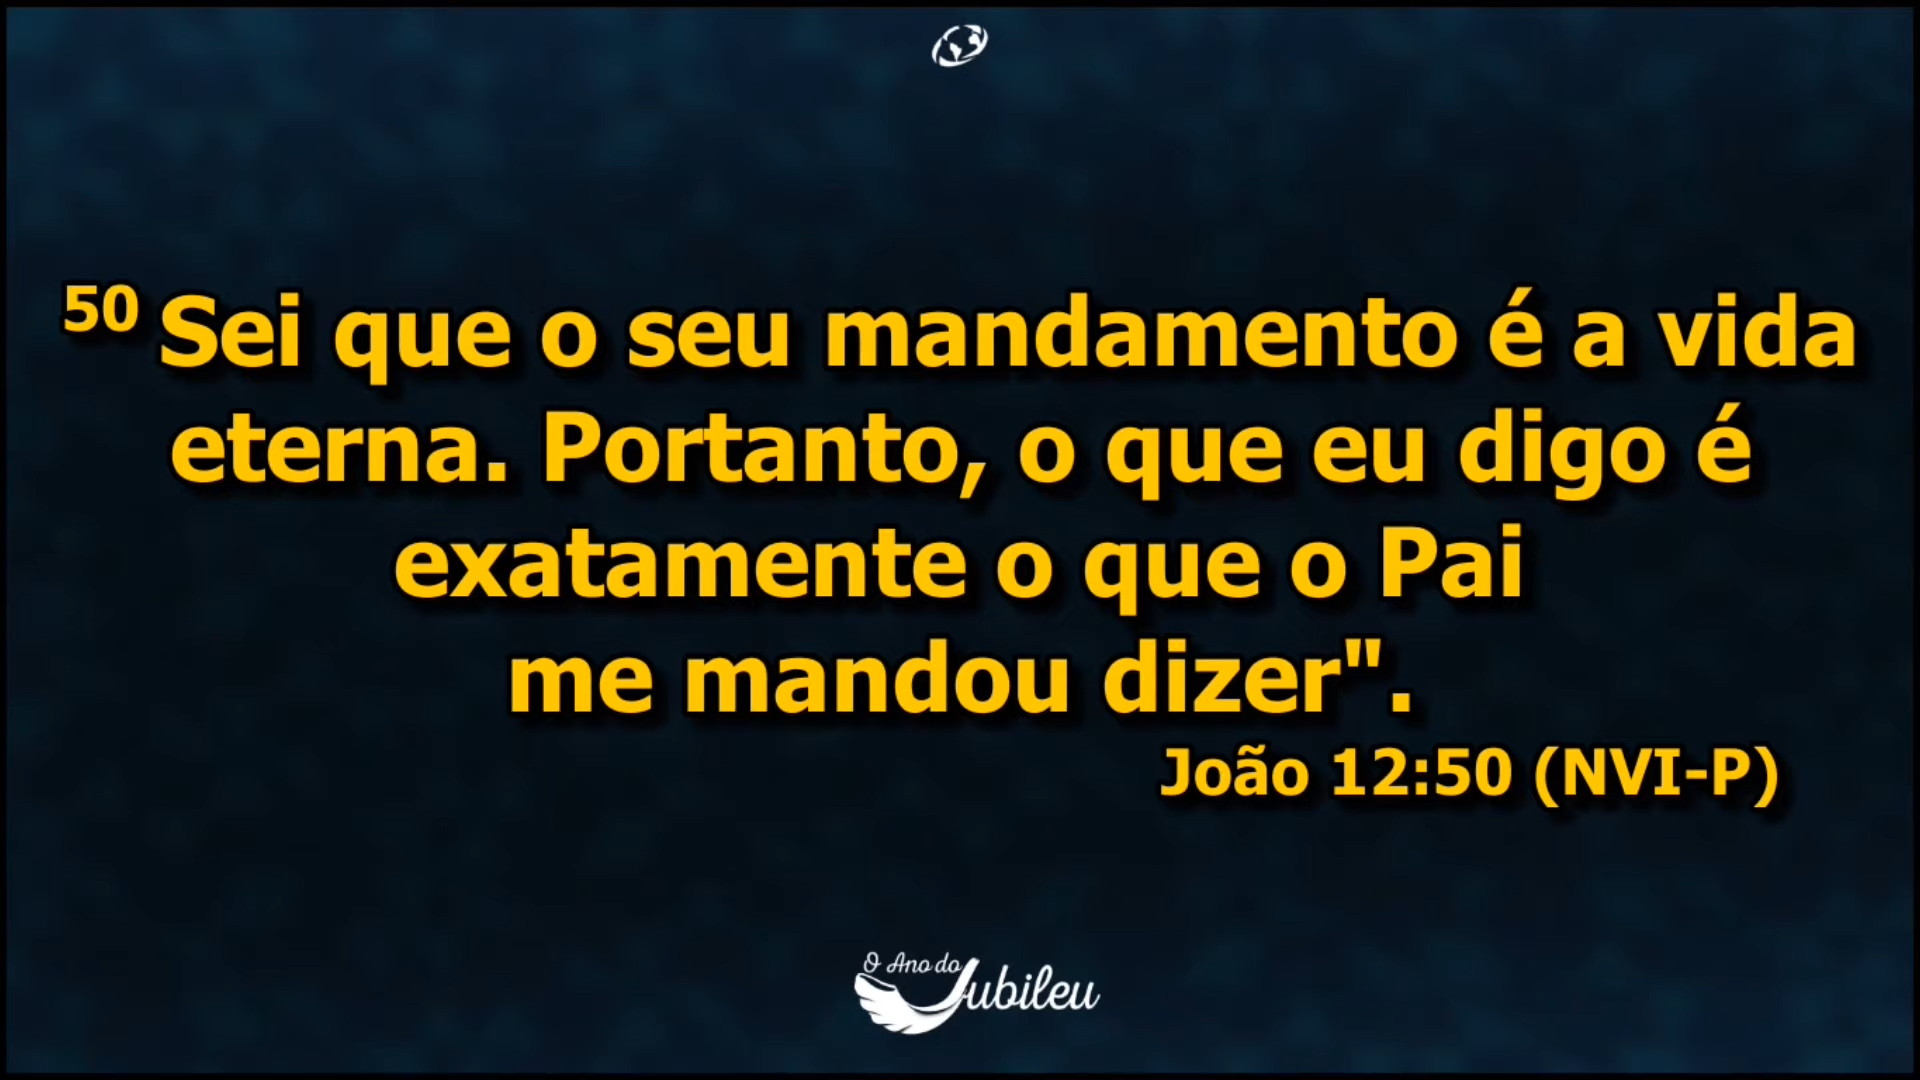 50 Sei que o seu mandamento é a vida
eterna. Portanto, o que eu digo é
exatamente o que o Pai
me mandou dizer".
João 12:50 (NVI-P)
O Ano do
Jubileu